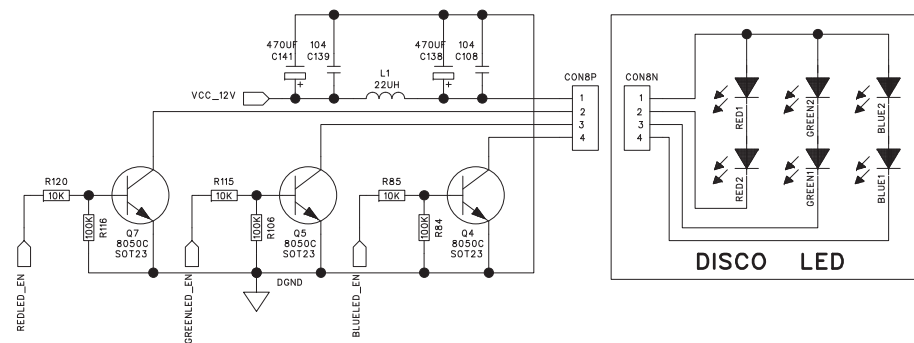 470UF
C141
104
C139
470UF
C138
104
C108
L1
22UH
VCC_12V
CON8P
1
2
3
4
CON8N
1
2
3
4
RED1
GREEN2
BLUE2
RED2
GREEN1
BLUE1
DISCO LED
R120
10K
100K
R116
Q7
8050C
SOT23
REDLED_EN
R115
10K
100K
R106
Q5
8050C
SOT23
GREENLED_EN
R85
10K
100K
R84
Q4
8050C
SOT23
BLUELED_EN
DGND
+
+